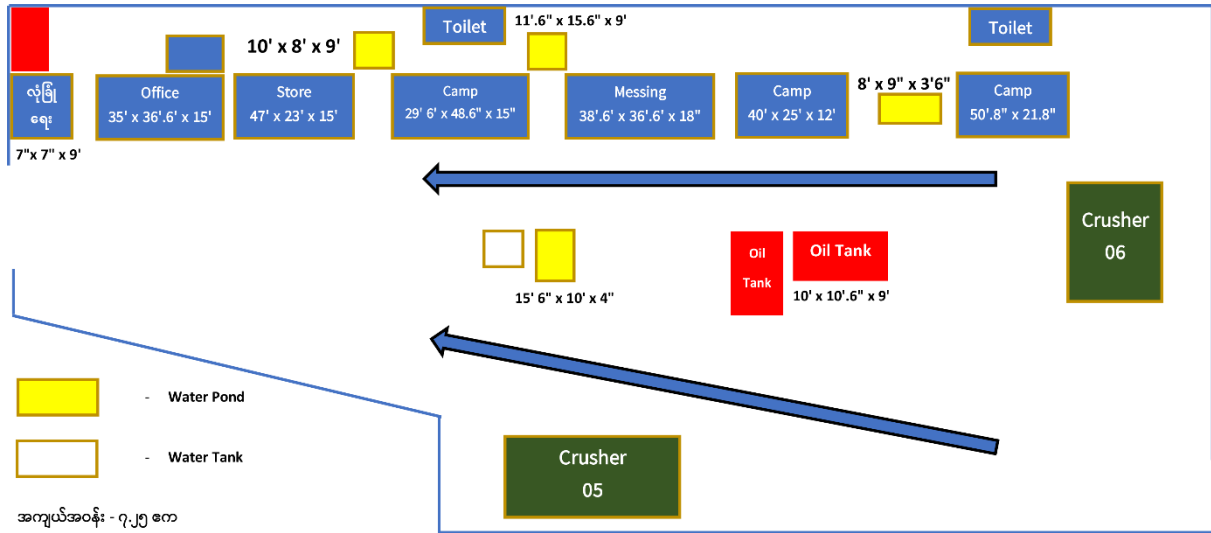 Toilet
11'.6" x 15.6" x 9'
Toilet
10' x 8' x 9'
8' x 9" x 3'6"
လုံခြုံ
ရေး
Office
35' x 36'.6' x 15'
Store
47' x 23' x 15'
Camp
29' 6' x 48.6" x 15"
Messing
38'.6' x 36'.6' x 18"
Camp
40' x 25' x 12'
Camp
50'.8" x 21.8"
7"x 7" x 9'
Crusher
06
Oil
Tank
Oil Tank
15' 6" x 10' x 4"
10' x 10'.6" x 9'
- Water Pond
- Water Tank
Crusher
05
အကျယ်အဝန်း - ၇.၂၅ ဧက